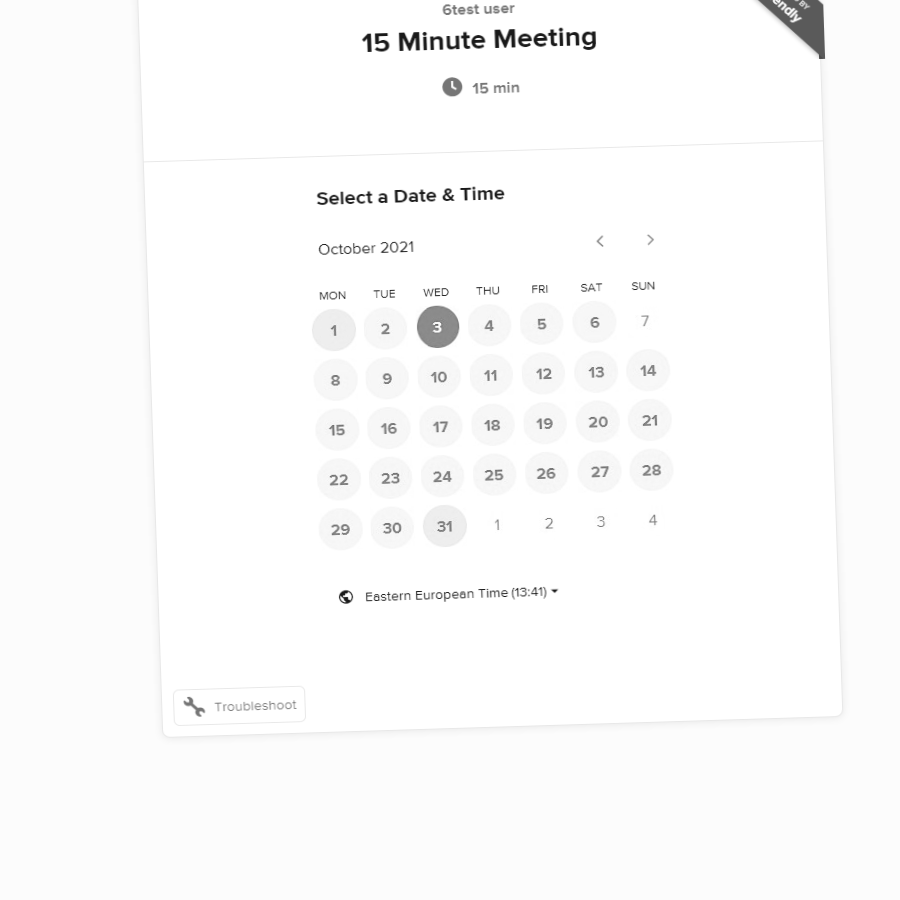 6test user
15 Minute Meeting
BY
endly
15 min
Select a Date & Time
October 2021
MON TUE WED THU FRI SAT SUN
1 2 3 4 5 6 7
8 9 10 11 12 13 14
15 16 17 18 19 20 21
22 23 24 25 26 27 28
29 30 31 1 2 3 4
Eastern European Time (13:41)
Troubleshoot